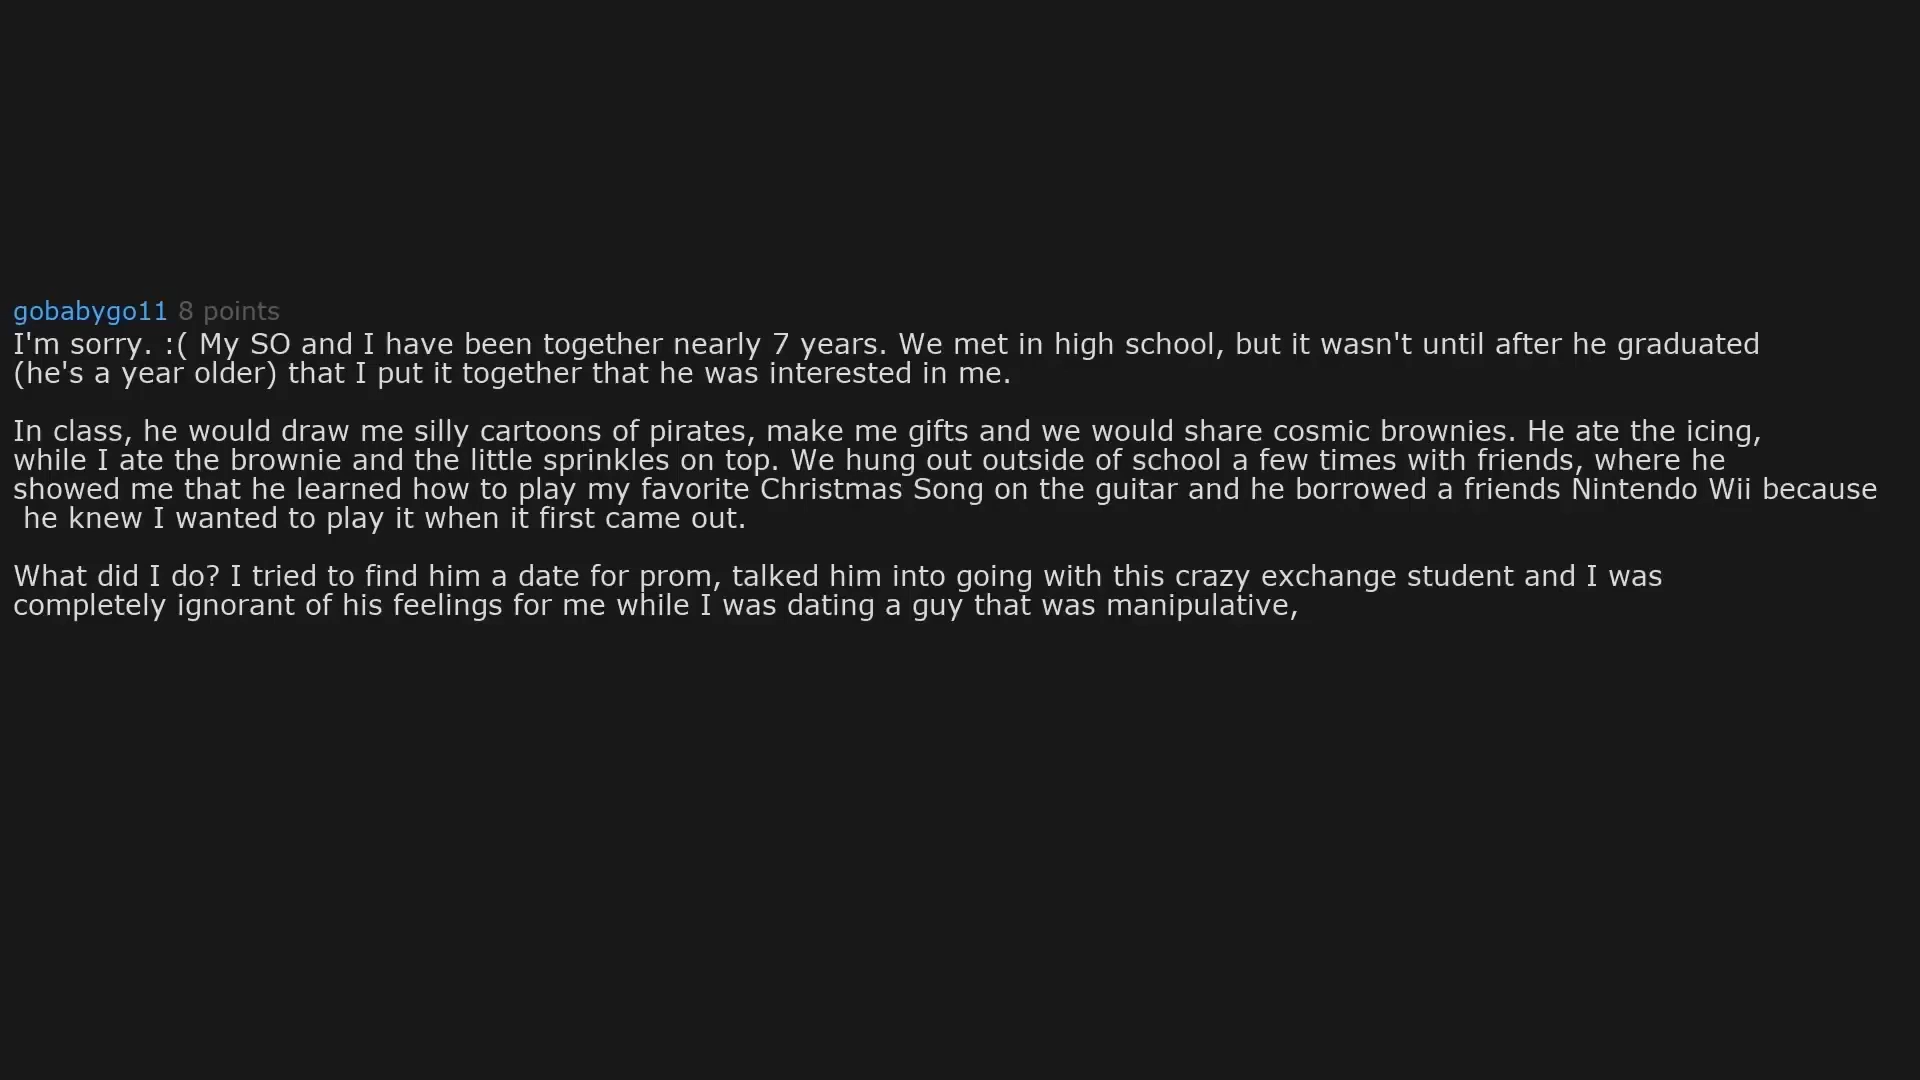 gobabygo11 8 points
I'm sorry. :( My SO and I have been together nearly 7 years. We met in high school, but it wasn't until after he graduated
(he's a year older) that I put it together that he was interested in me.
In class, he would draw me silly cartoons of pirates, make me gifts and we would share cosmic brownies. He ate the icing,
while I ate the brownie and the little sprinkles on top. We hung out outside of school a few times with friends, where he
showed me that he learned how to play my favorite Christmas Song on the guitar and he borrowed a friends Nintendo Wii because
he knew I wanted to play it when it first came out.
What did I do? I tried to find him a date for prom, talked him into going with this crazy exchange student and I was
completely ignorant of his feelings for me while I was dating a guy that was manipulative,